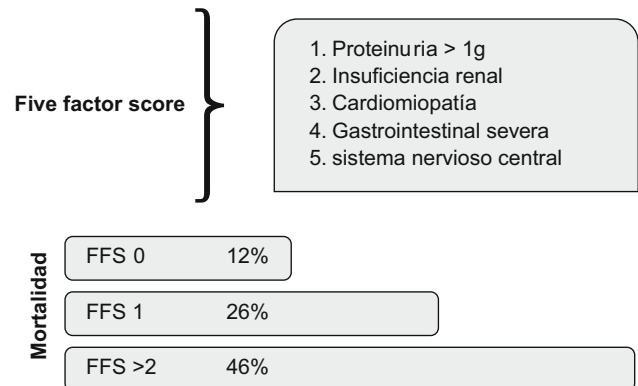 Five factor score
1. Proteinuria > 1g
2. Insuficiencia renal
3. Cardiomiopatía
4. Gastrointestinal severa
5. sistema nervioso central
Mortalidad
FFS 0 12%
FFS 1 26%
FFS >2 46%